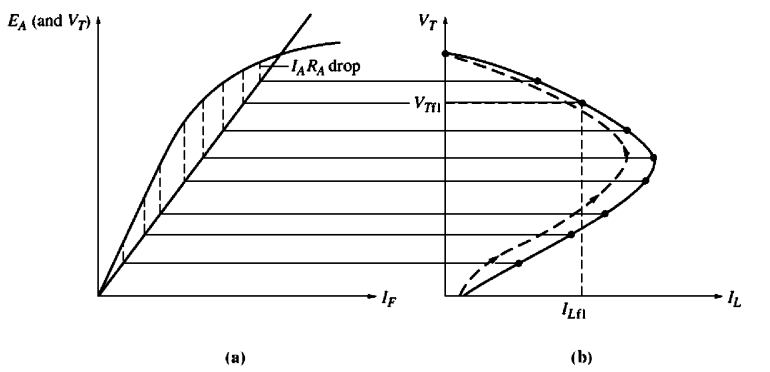 E_A (and V_T)
I_A R_A drop
I_F
(a)
V_T
V_Tfl
I_Lfl
I_L
(b)